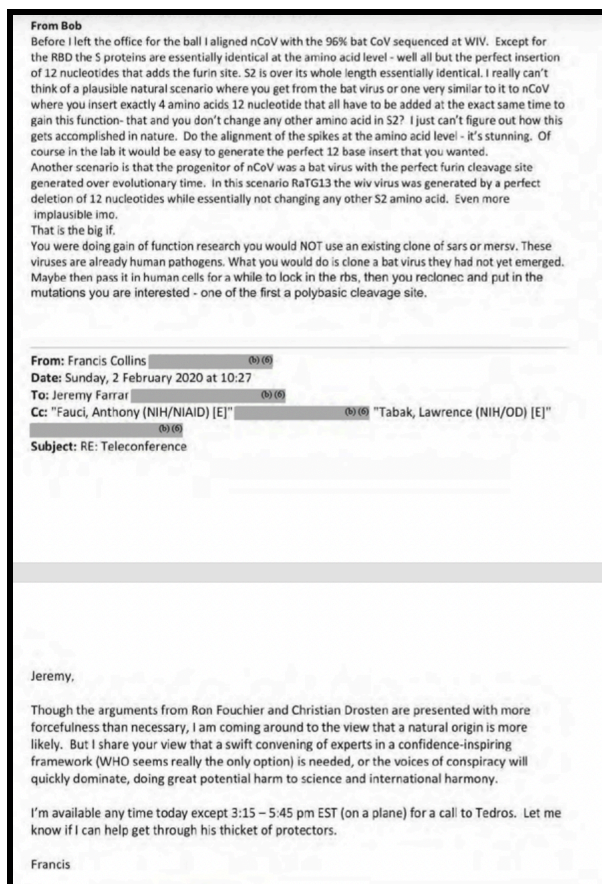 From Bob
Before I left the office for the ball I aligned nCoV with the 96% bat CoV sequenced at WIV. Except for
the RBD the S proteins are essentially identical at the amino acid level - well all but the perfect insertion
of 12 nucleotides that adds the furin site. S2 is over its whole length essentially identical. I really can't
think of a plausible natural scenario where you get from the bat virus or one very similar to it to nCoV
where you insert exactly 4 amino acids 12 nucleotide that all have to be added at the exact same time to
gain this function- that and you don't change any other amino acid in S2? I just can't figure out how this
gets accomplished in nature. Do the alignment of the spikes at the amino acid level - it's stunning. Of
course in the lab it would be easy to generate the perfect 12 base insert that you wanted.
Another scenario is that the progenitor of nCoV was a bat virus with the perfect furin cleavage site
generated over evolutionary time. In this scenario RaTG13 the wiv virus was generated by a perfect
deletion of 12 nucleotides while essentially not changing any other S2 amino acid. Even more
implausible imo.
That is the big if.
You were doing gain of function research you would NOT use an existing clone of sars or mersv. These
viruses are already human pathogens. What you would do is clone a bat virus they had not yet emerged.
Maybe then pass it in human cells for a while to lock in the rbs, then you reclonec and put in the
mutations you are interested - one of the first a polybasic cleavage site.
From: Francis Collins (b) (6)
Date: Sunday, 2 February 2020 at 10:27
To: Jeremy Farrar (b) (6)
Cc: "Fauci, Anthony (NIH/NIAID) [E]" (b) (6) "Tabak, Lawrence (NIH/OD) [E]"
(b) (6)
Subject: RE: Teleconference
Jeremy,
Though the arguments from Ron Fouchier and Christian Drosten are presented with more
forcefulness than necessary, I am coming around to the view that a natural origin is more
likely. But I share your view that a swift convening of experts in a confidence-inspiring
framework (WHO seems really the only option) is needed, or the voices of conspiracy will
quickly dominate, doing great potential harm to science and international harmony.
I'm available any time today except 3:15 – 5:45 pm EST (on a plane) for a call to Tedros. Let me
know if I can help get through his thicket of protectors.
Francis